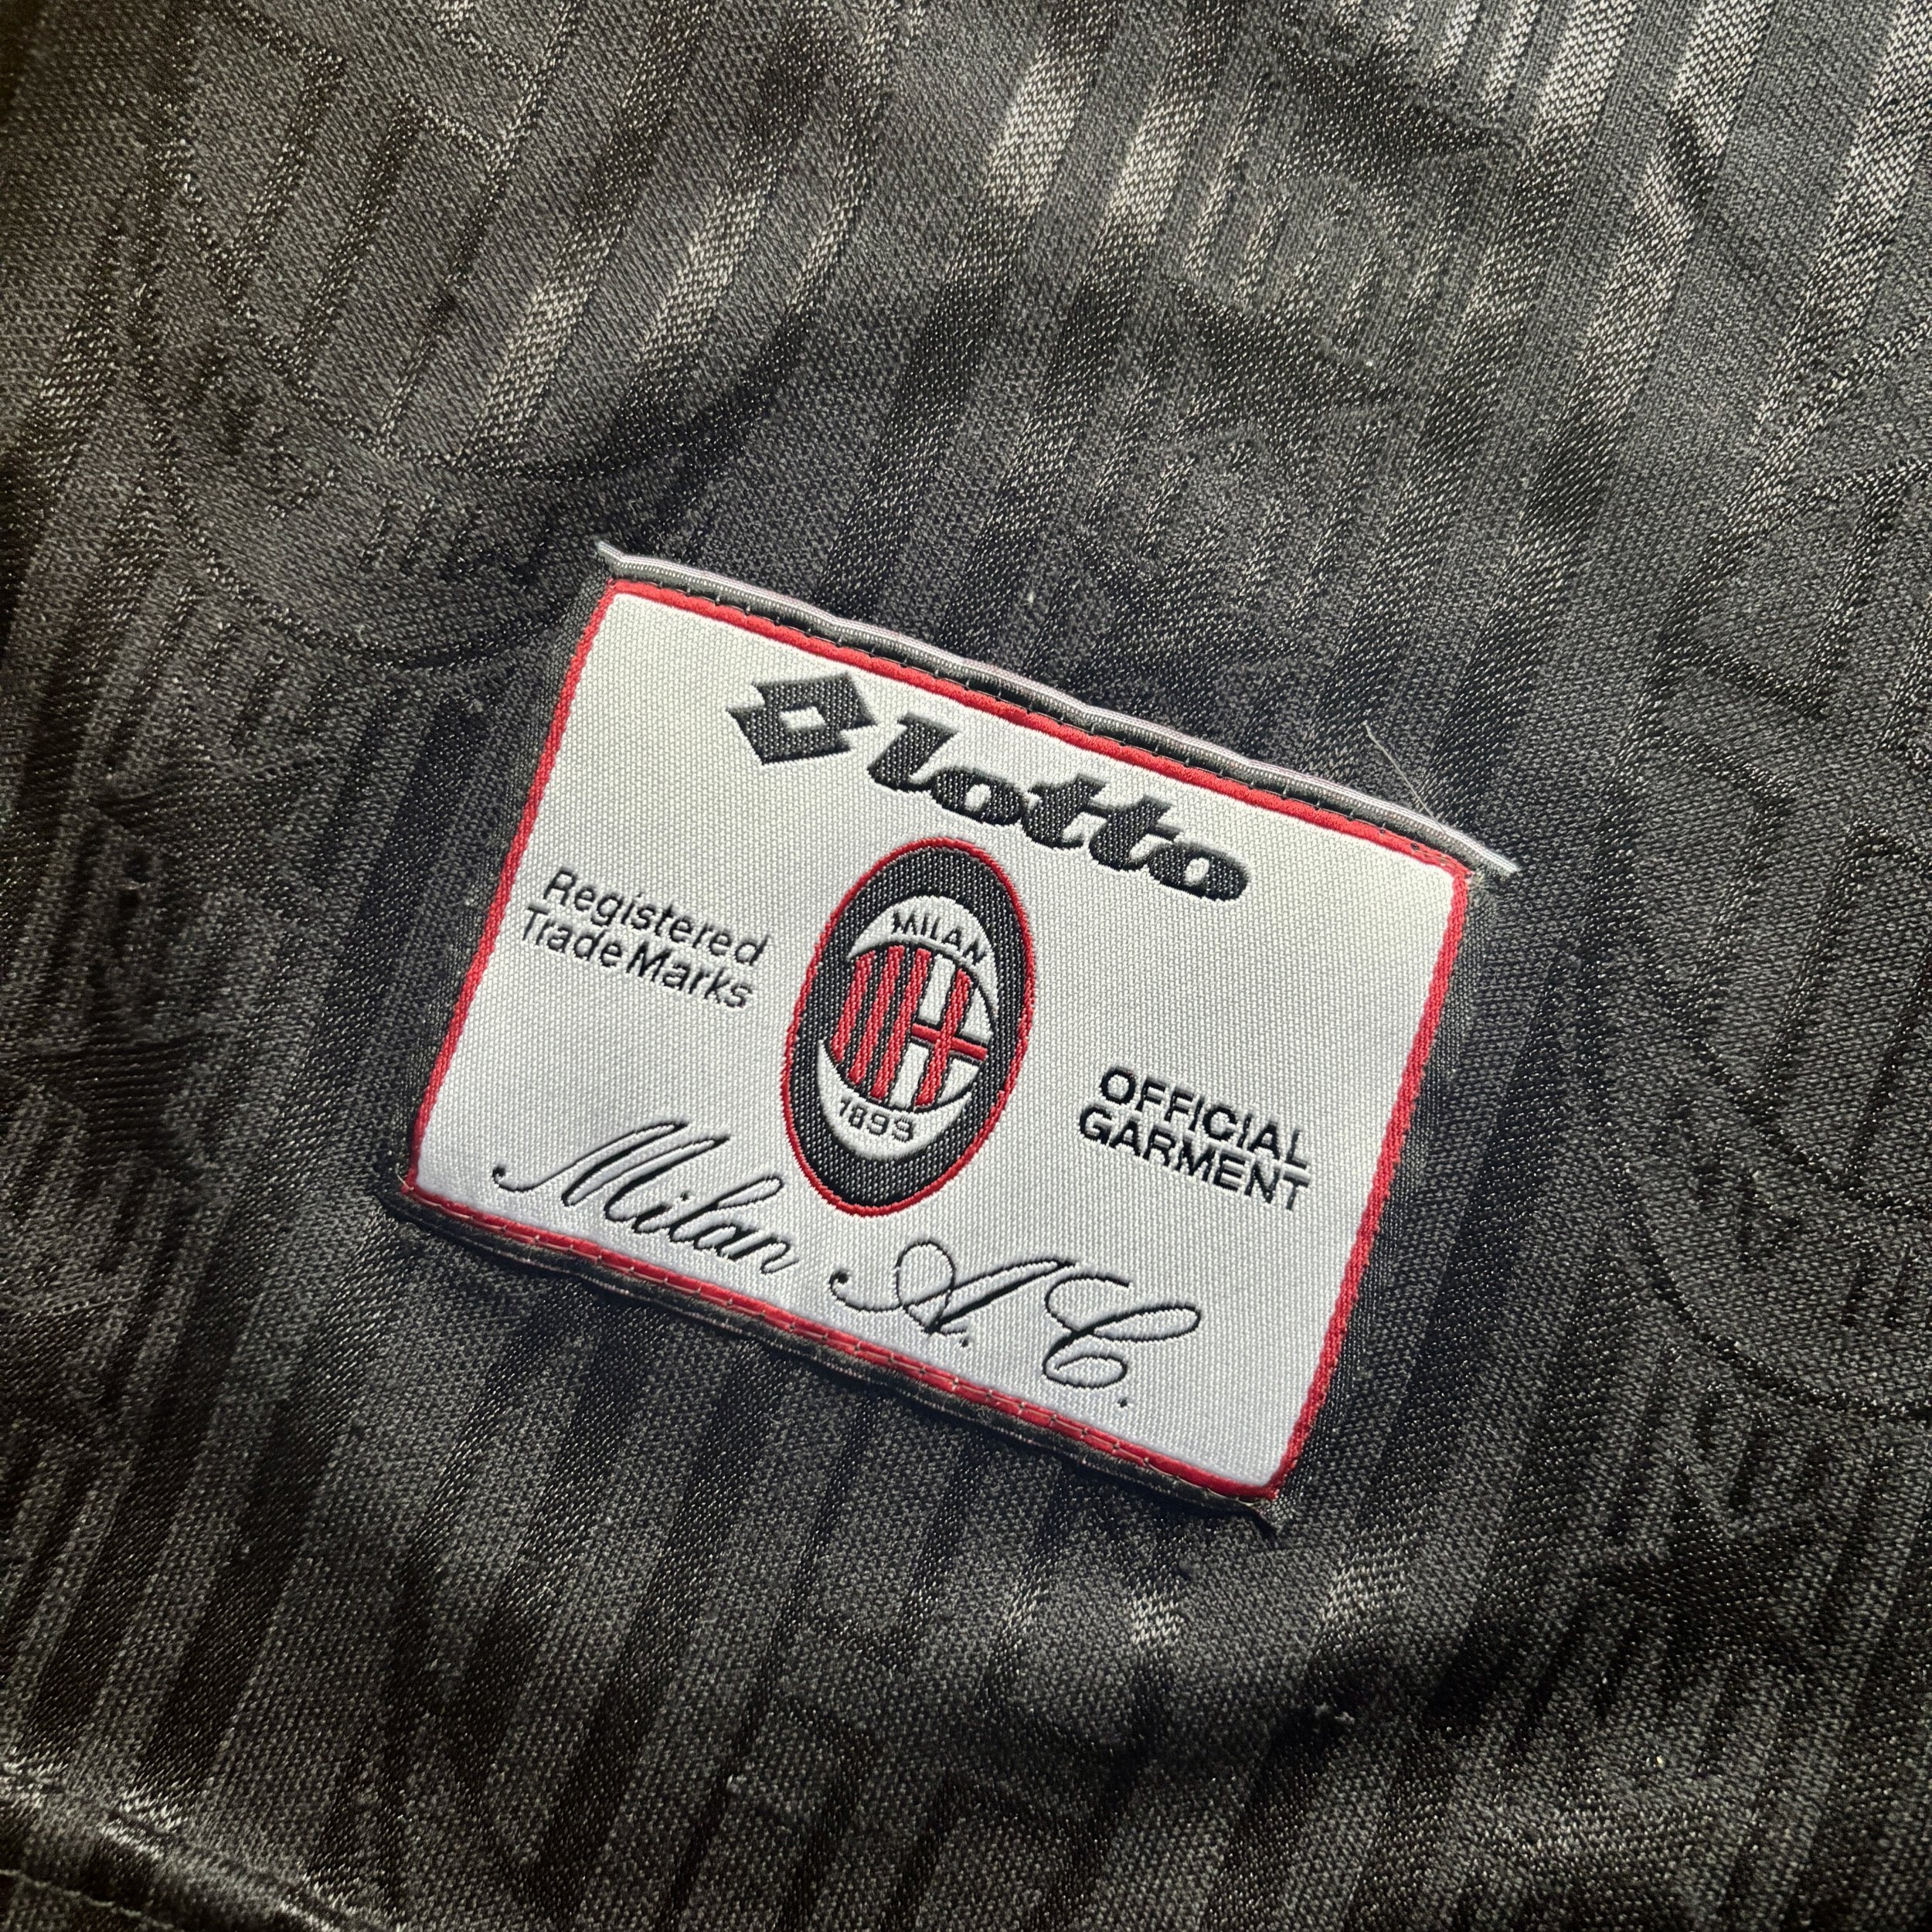 lotto
Registered
Trade Marks
MILAN
1899
OFFICIAL
GARMENT
Milan A.C.